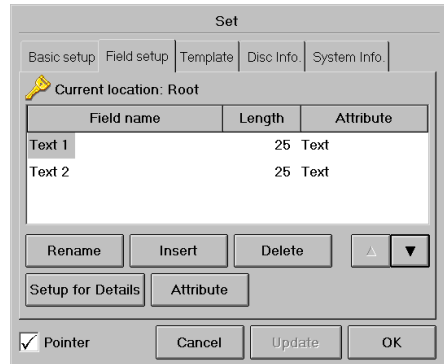 Set
Basic setup Field setup Template Disc Info. System Info.
Current location: Root
Field name Length Attribute
Text 1 25 Text
Text 2 25 Text
Rename Insert Delete
Setup for Details Attribute
Pointer Cancel Update OK